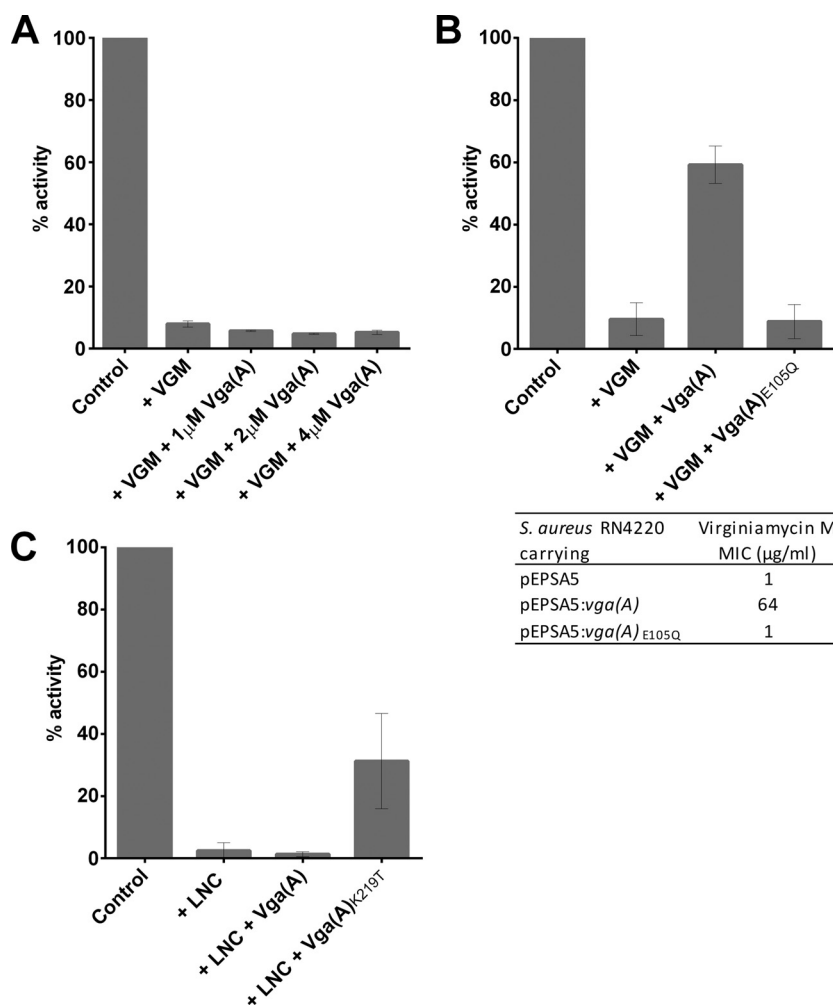 A
100
80
60
40
20
0
% activity
Control
+ VGM
+ VGM + 1μM Vga(A)
+ VGM + 2μM Vga(A)
+ VGM + 4μM Vga(A)
B
100
80
60
40
20
0
% activity
Control
+ VGM
+ VGM + Vga(A)
+ VGM + Vga(A)E105Q
S. aureus RN4220 Virginiamycin M
carrying MIC (μg/ml)
pEPSA5 1
pEPSA5:vga(A) 64
pEPSA5:vga(A) E105Q 1
C
100
80
60
40
20
0
% activity
Control
+ LNC
+ LNC + Vga(A)
+ LNC + Vga(A)K219T